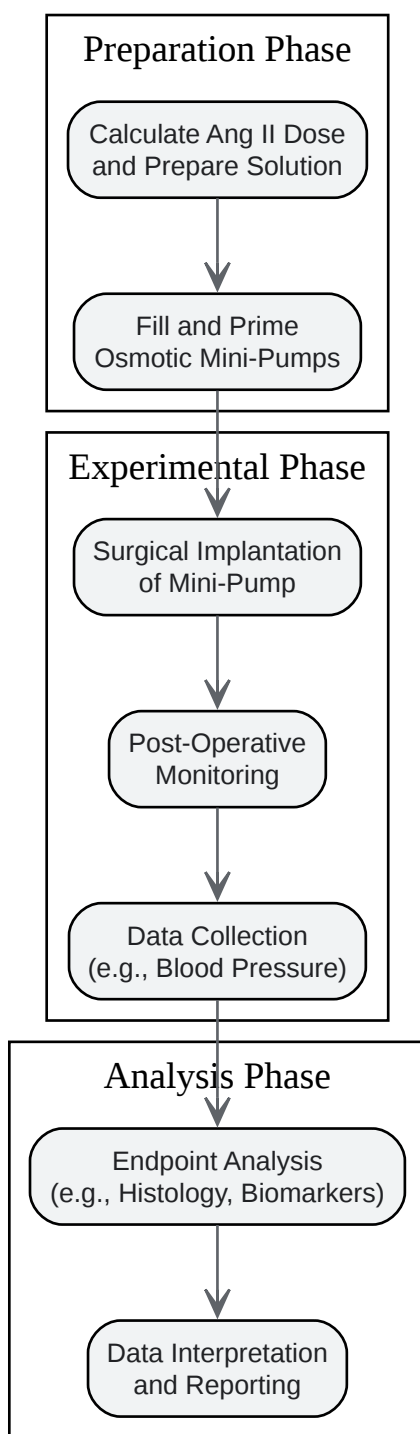 Preparation Phase
Calculate Ang II Dose
and Prepare Solution
Fill and Prime
Osmotic Mini-Pumps
Experimental Phase
Surgical Implantation
of Mini-Pump
Post-Operative
Monitoring
Data Collection
(e.g., Blood Pressure)
Analysis Phase
Endpoint Analysis
(e.g., Histology, Biomarkers)
Data Interpretation
and Reporting